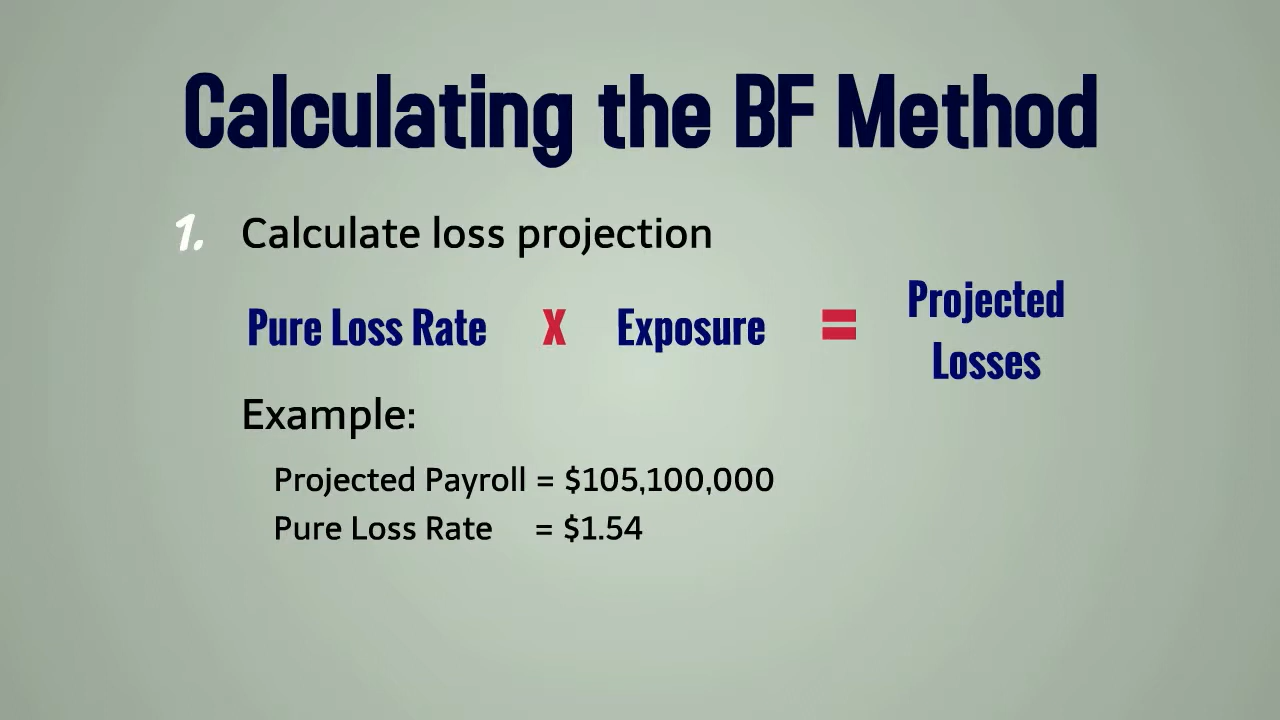 Calculating the BF Method
1. Calculate loss projection
Pure Loss Rate x Exposure = Projected Losses
Example:
Projected Payroll = $105,100,000
Pure Loss Rate = $1.54